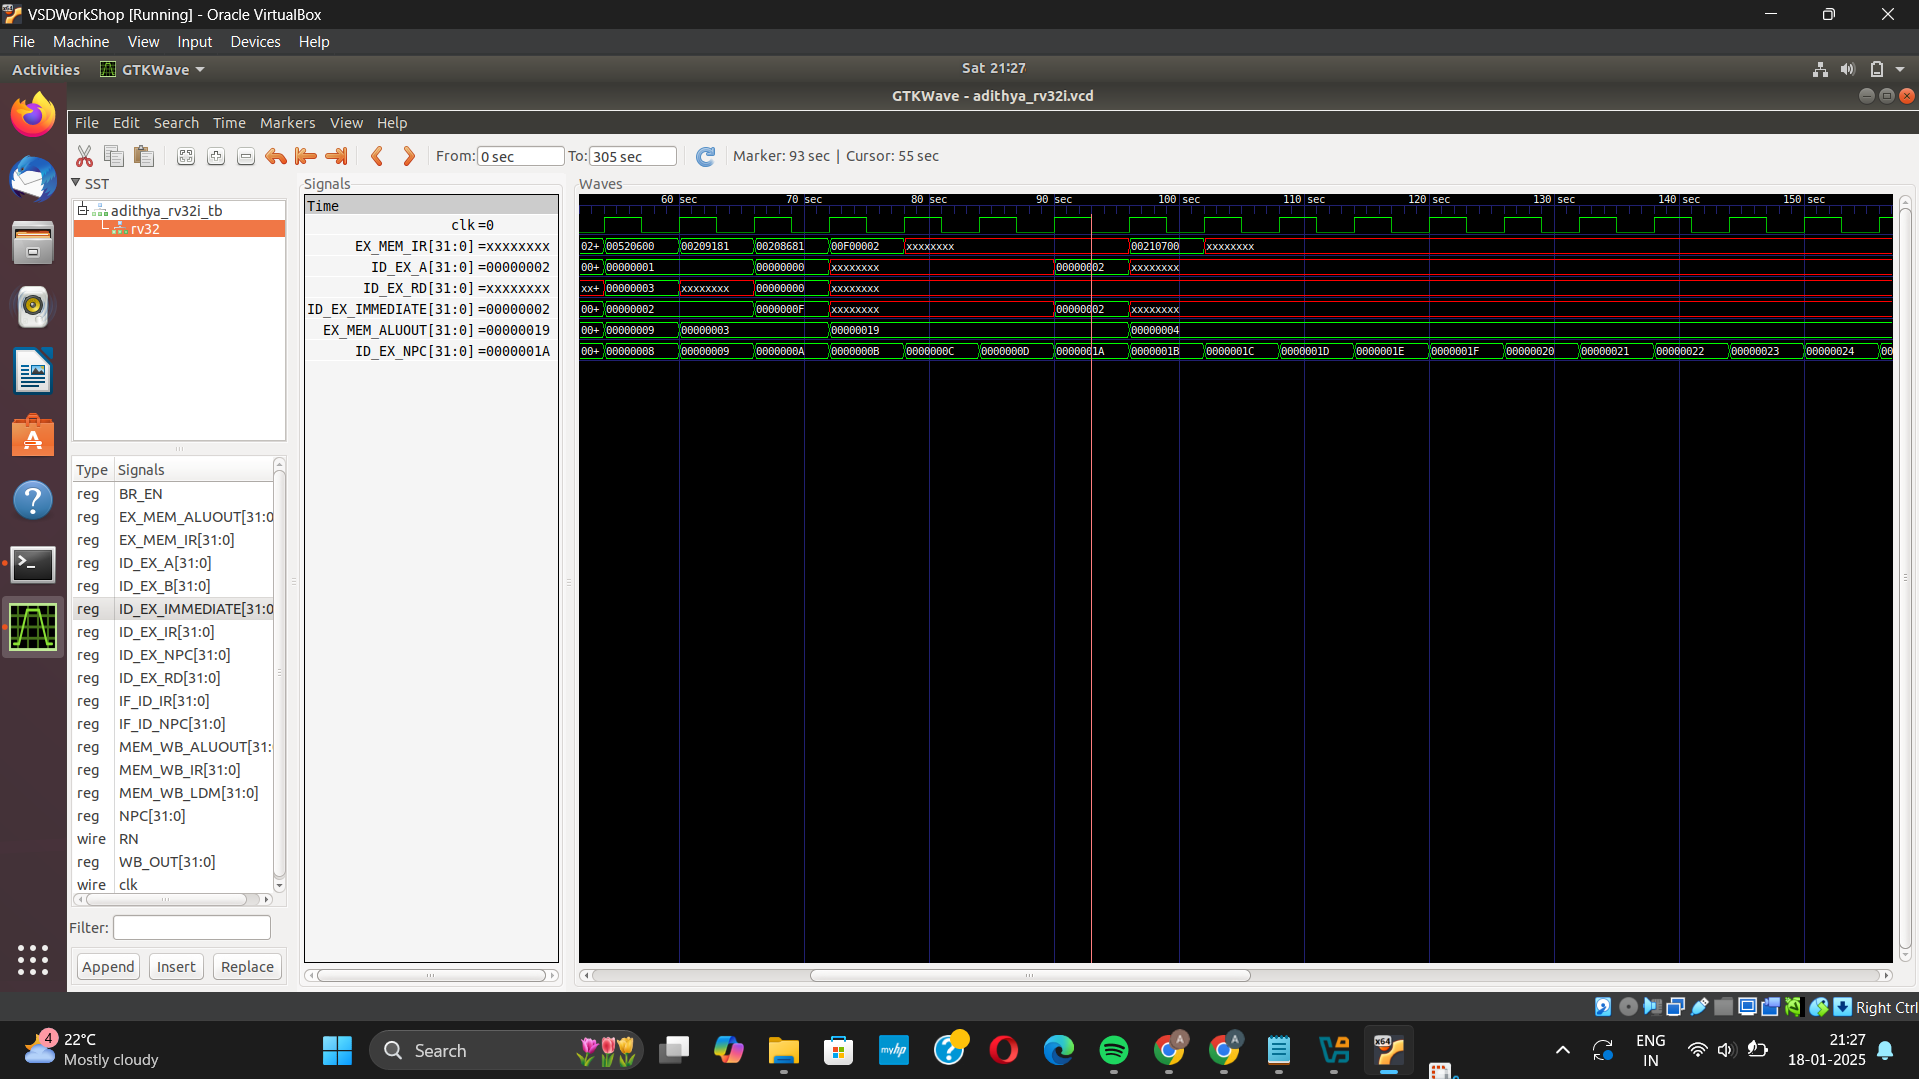 VSDWorkShop [Running] - Oracle VirtualBox
File Machine View Input Devices Help
Activities GTKWave Sat 21:27
GTKWave - adithya_rv32i.vcd
File Edit Search Time Markers View Help
From: 0 sec To: 305 sec Marker: 93 sec | Cursor: 55 sec
SST
adithya_rv32i_tb
rv32
Type Signals
reg BR_EN
reg EX_MEM_ALUOUT[31:0
reg EX_MEM_IR[31:0]
reg ID_EX_A[31:0]
reg ID_EX_B[31:0]
reg ID_EX_IMMEDIATE[31:0
reg ID_EX_IR[31:0]
reg ID_EX_NPC[31:0]
reg ID_EX_RD[31:0]
reg IF_ID_IR[31:0]
reg IF_ID_NPC[31:0]
reg MEM_WB_ALUOUT[31:
reg MEM_WB_IR[31:0]
reg MEM_WB_LDM[31:0]
reg NPC[31:0]
wire RN
reg WB_OUT[31:0]
wire clk
Filter:
Append Insert Replace
Signals
Time
clk=0
EX_MEM_IR[31:0]=xxxxxxxx
ID_EX_A[31:0]=00000002
ID_EX_RD[31:0]=xxxxxxxx
ID_EX_IMMEDIATE[31:0]=00000002
EX_MEM_ALUOUT[31:0]=00000019
ID_EX_NPC[31:0]=0000001A
Waves
60 sec 70 sec 80 sec 90 sec 100 sec 110 sec 120 sec 130 sec 140 sec 150 sec
02+ 00520600 00209181 00208681 00F00002 xxxxxxxx 00210700 xxxxxxxx
00+ 00000001 00000000 xxxxxxxx 00000002 xxxxxxxx
xx+ 00000003 xxxxxxxx 00000000 xxxxxxxx
00+ 00000002 0000000F xxxxxxxx 00000002 xxxxxxxx
00+ 00000009 00000003 00000019 00000004
00+ 00000008 00000009 0000000A 0000000B 0000000C 0000000D 0000001A 0000001B 0000001C 0000001D 0000001E 0000001F 00000020 00000021 00000022 00000023 00000024 00
Right Ctrl
4
22°C
Mostly cloudy
Search
myhp
x64
ENG
IN
21:27
18-01-2025